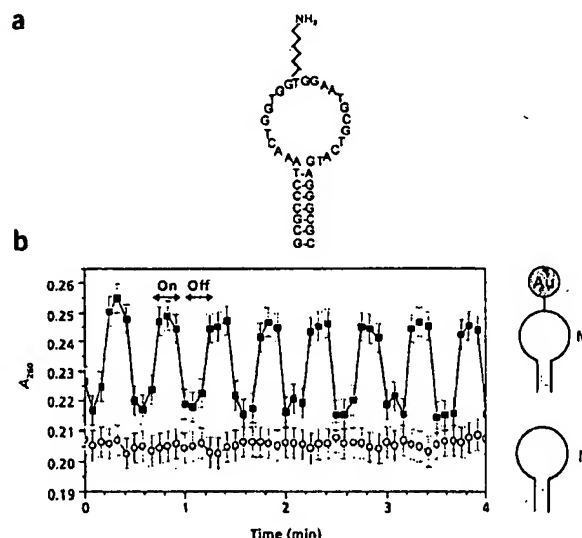 a
NH₂
AAACTGGTGGTGGAATGCGTCATG
T-A
C-G
C-G
C-G
G-C
C-G
G-C
b
On Off
0.26
0.25
0.24
0.23
0.22
0.21
0.20
0.19
A₂₆₀
0 1 2 3 4
Time (min)
Au